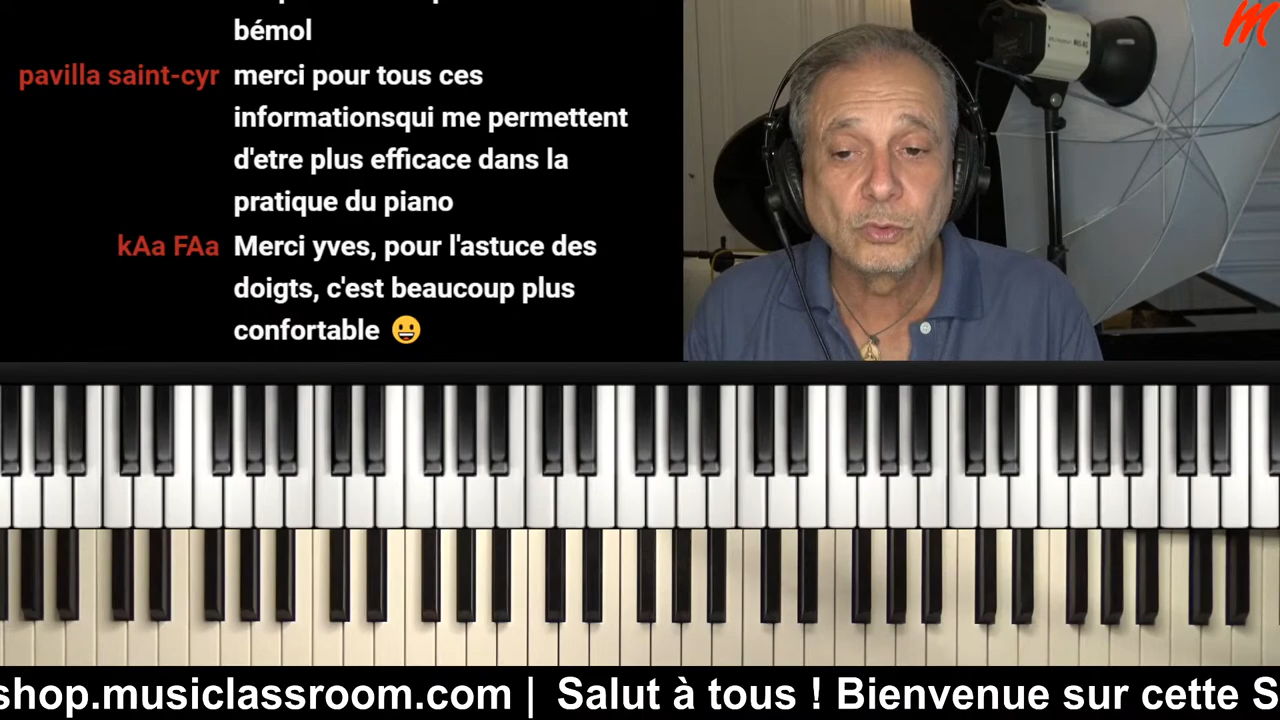 bémol
pavilla saint-cyr merci pour tous ces
informationsqui me permettent
d'etre plus efficace dans la
pratique du piano
kAa FAa Merci yves, pour l'astuce des
doigts, c'est beaucoup plus
confortable 😀
shop.musiclassroom.com | Salut à tous ! Bienvenue sur cette S